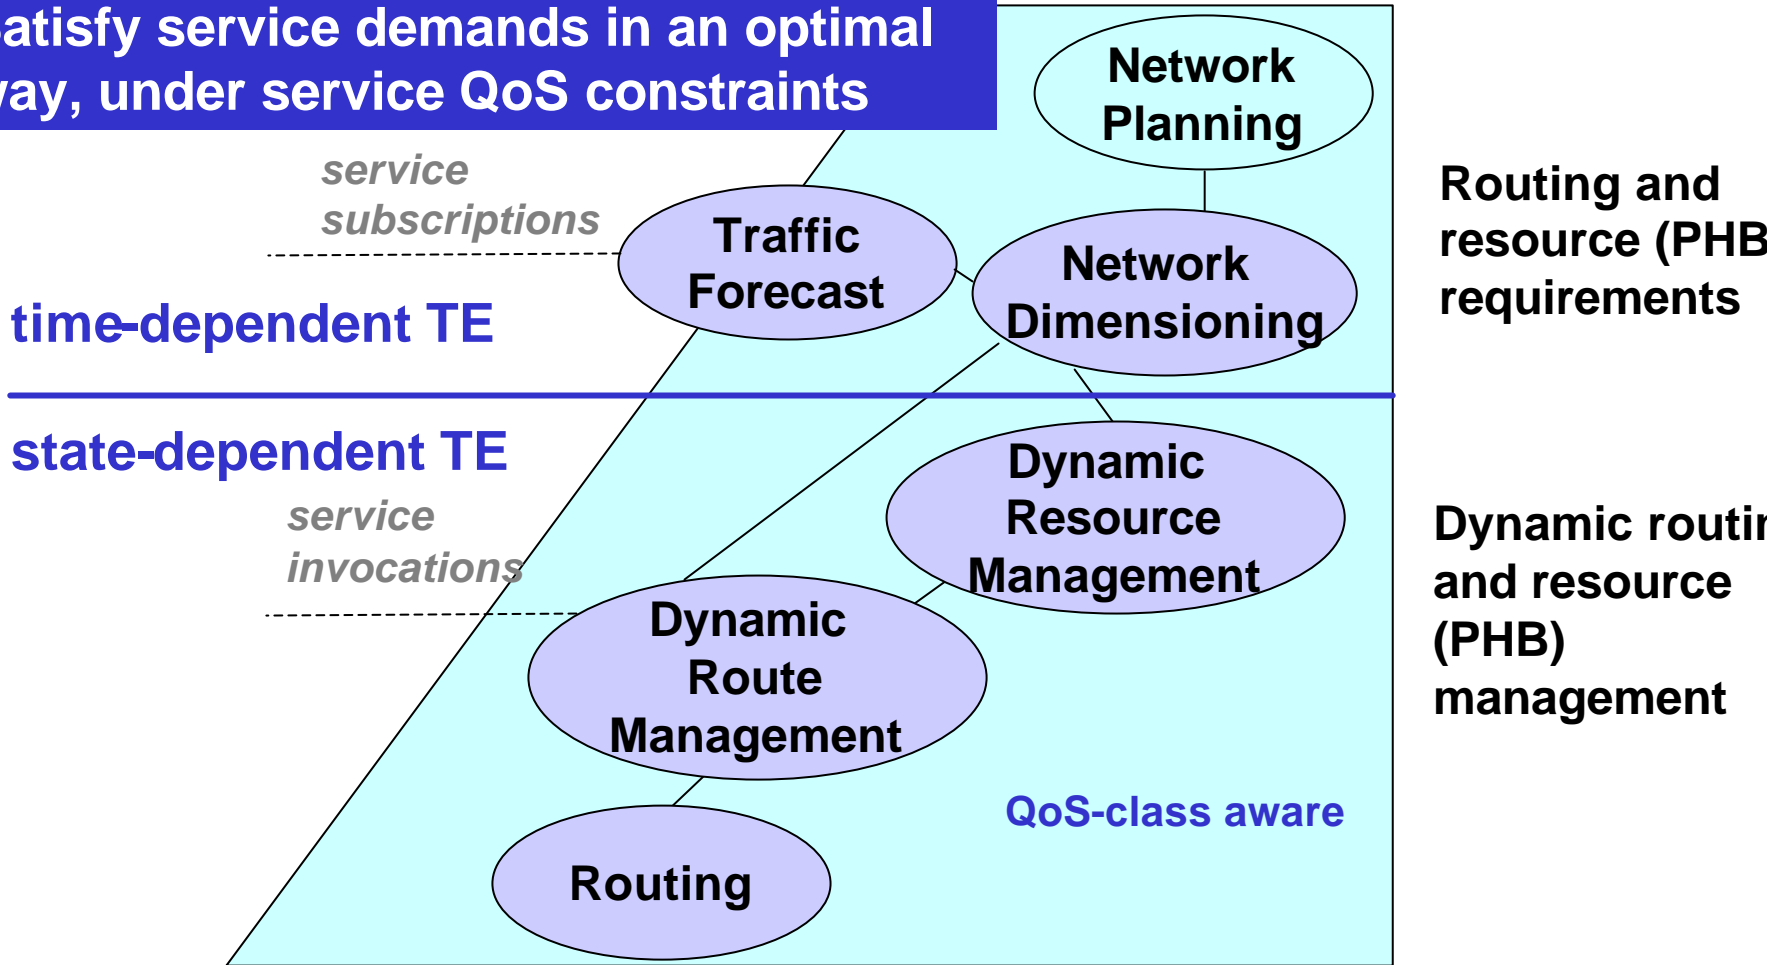 atisfy service demands in an optimal
way, under service QoS constraints
Network
Planning
service
subscriptions
Traffic
Forecast
Network
Dimensioning
Routing and
resource (PHB
requirements
time-dependent TE
state-dependent TE
service
invocations
Dynamic
Resource
Management
Dynamic
Route
Management
Dynamic routin
and resource
(PHB)
management
QoS-class aware
Routing